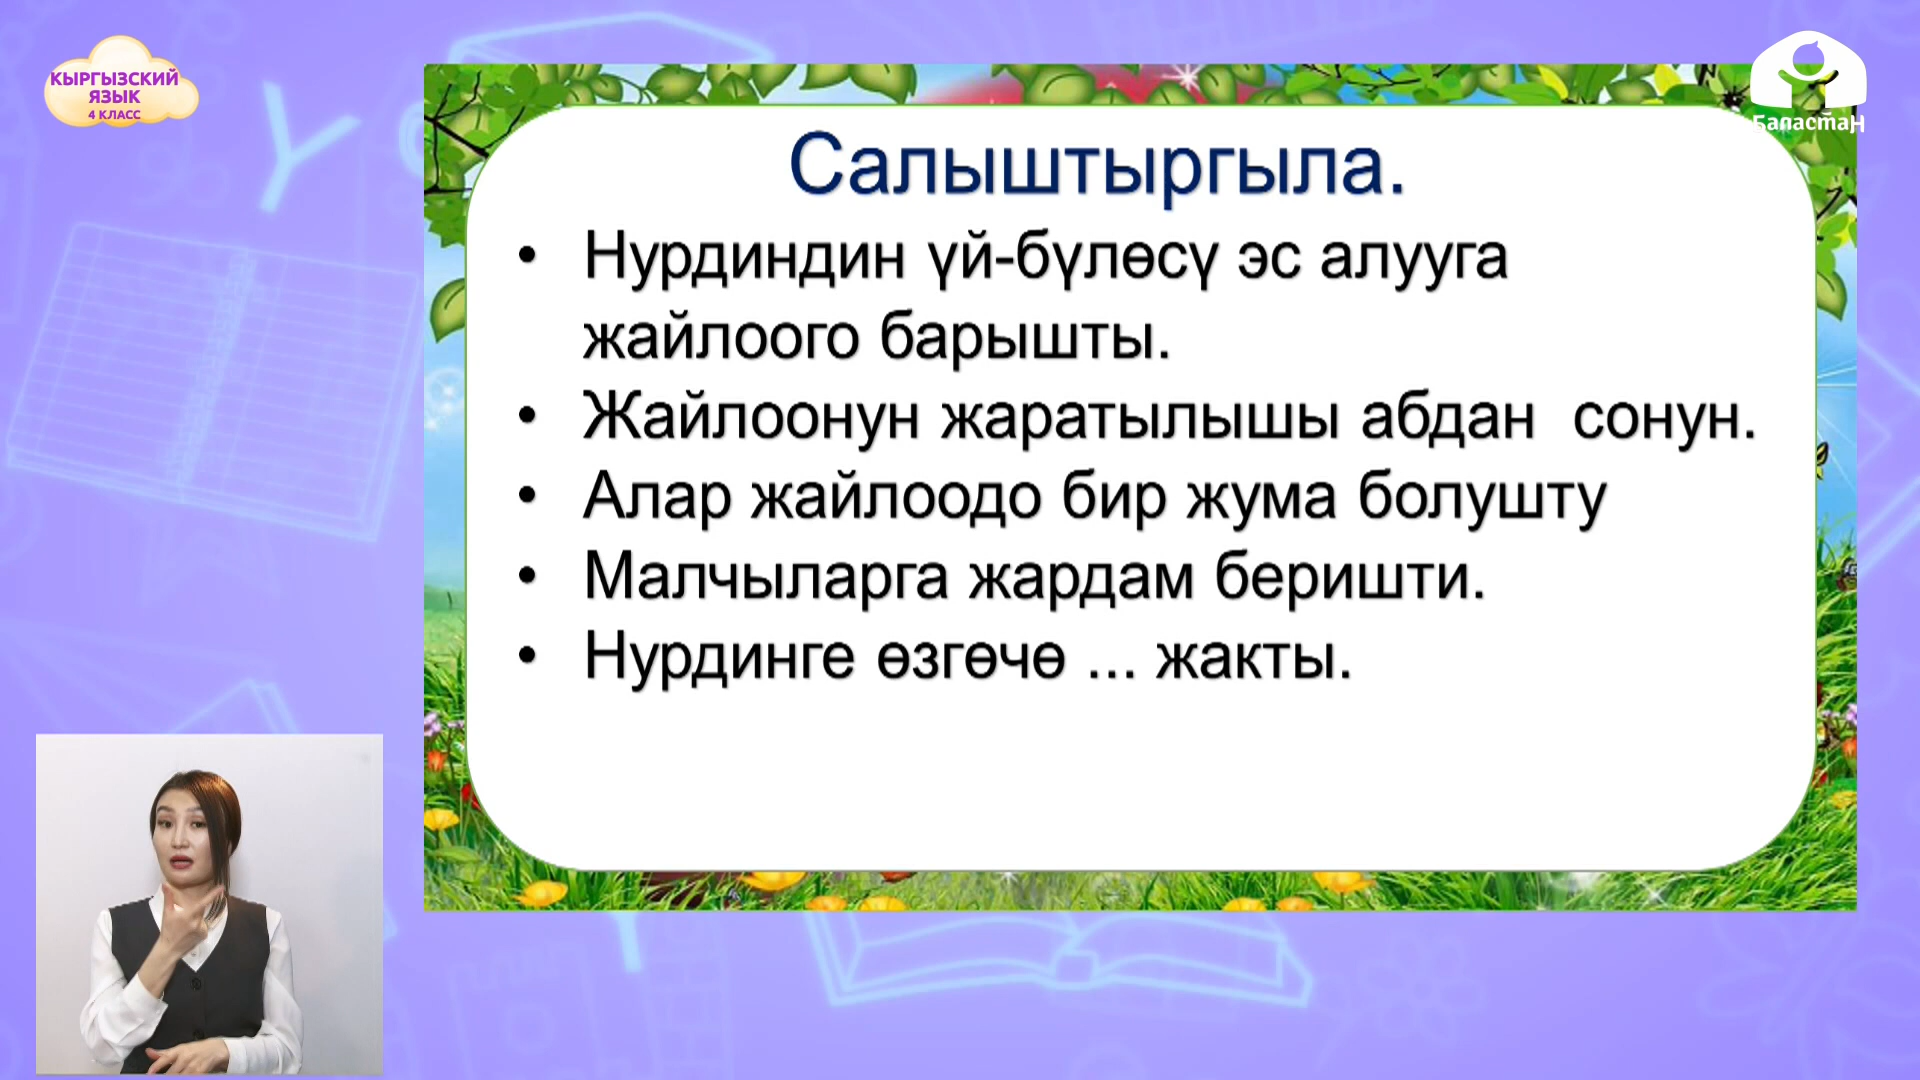 КЫРГЫЗСКИЙ
ЯЗЫК
4 КЛАСС
Баластан
Салыштыргыла.
• Нурдиндин үй-бүлөсү эс алууга
жайлоого барышты.
• Жайлоонун жаратылышы абдан сонун.
• Алар жайлоодо бир жума болушту
• Малчыларга жардам беришти.
• Нурдинге өзгөчө ... жакты.